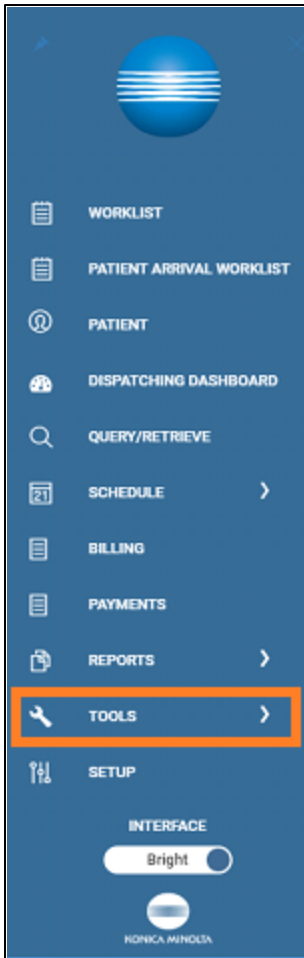 WORKLIST
PATIENT ARRIVAL WORKLIST
PATIENT
DISPATCHING DASHBOARD
QUERY/RETRIEVE
21 SCHEDULE
BILLING
PAYMENTS
REPORTS
TOOLS
SETUP
INTERFACE
Bright
KONICA MINOLTA